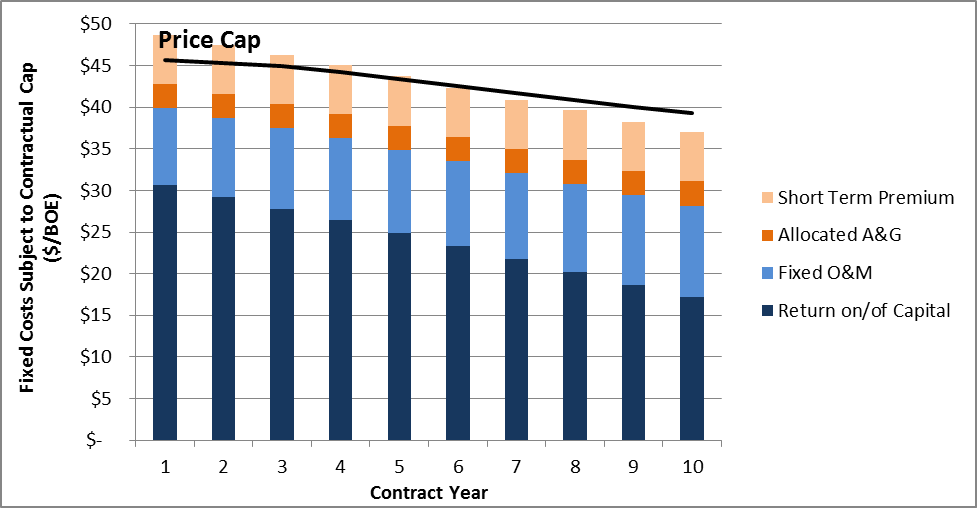 $50
$45
$40
$35
$30
$25
$20
$15
$10
$5
$-
Fixed Costs Subject to Contractual Cap
($/BOE)
Price Cap
1 2 3 4 5 6 7 8 9 10
Contract Year
Short Term Premium
Allocated A&G
Fixed O&M
Return on/of Capital